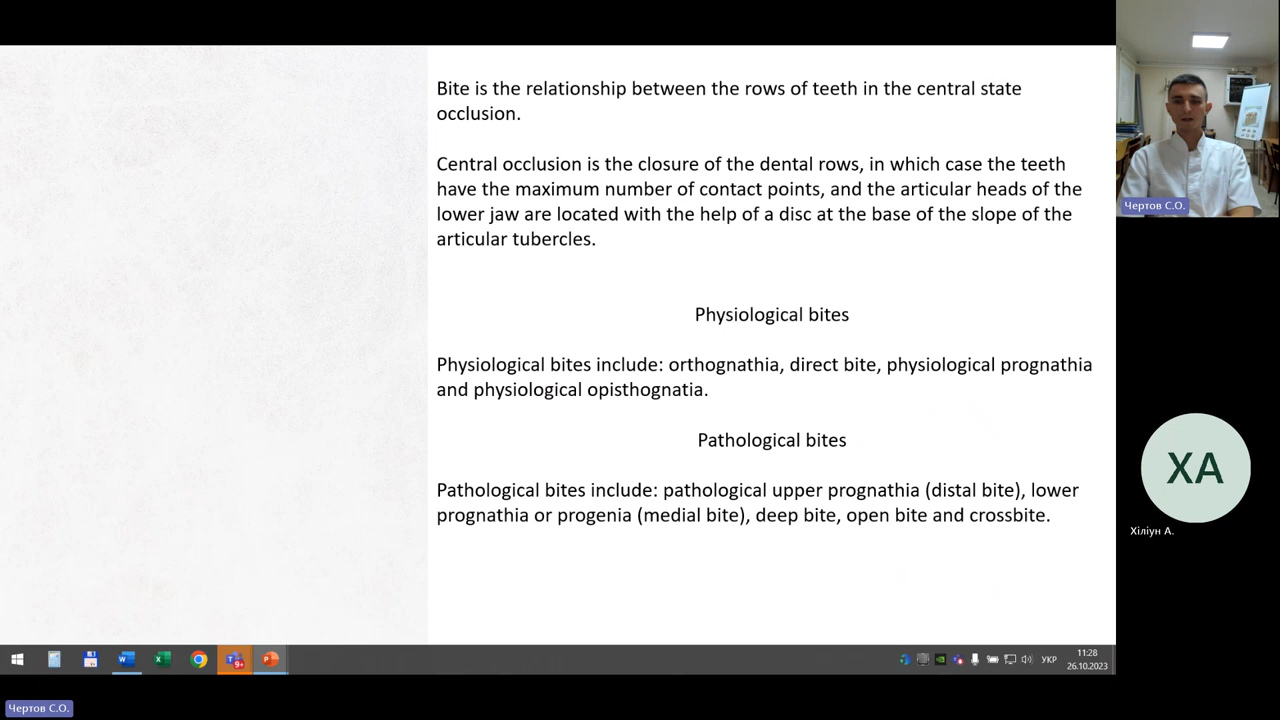 Bite is the relationship between the rows of teeth in the central state
occlusion.
Central occlusion is the closure of the dental rows, in which case the teeth
have the maximum number of contact points, and the articular heads of the
lower jaw are located with the help of a disc at the base of the slope of the
articular tubercles.
Physiological bites
Physiological bites include: orthognathia, direct bite, physiological prognathia
and physiological opisthognatia.
Pathological bites
Pathological bites include: pathological upper prognathia (distal bite), lower
prognathia or progenia (medial bite), deep bite, open bite and crossbite.
Чертов С.О.
ХА
Хіліун А.
9+
УКР
11:28
26.10.2023
Чертов С.О.